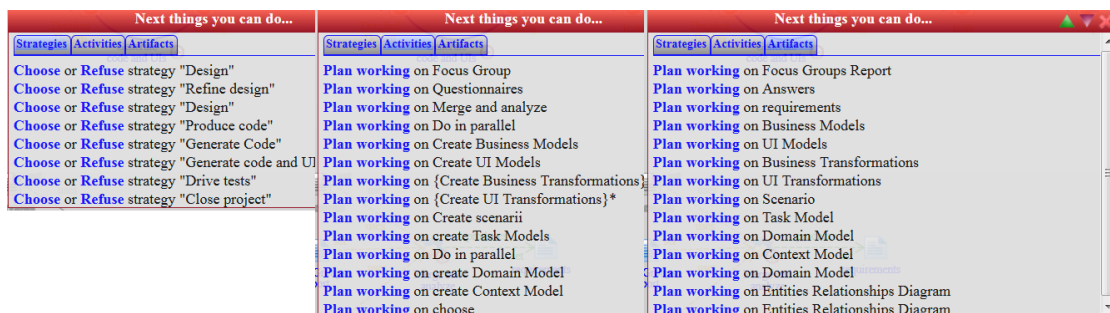 Next things you can do...
Strategies Activities Artifacts
Choose or Refuse strategy "Design"
Choose or Refuse strategy "Refine design"
Choose or Refuse strategy "Design"
Choose or Refuse strategy "Produce code"
Choose or Refuse strategy "Generate Code"
Choose or Refuse strategy "Generate code and UI
Choose or Refuse strategy "Drive tests"
Choose or Refuse strategy "Close project"
Next things you can do...
Strategies Activities Artifacts
Plan working on Focus Group
Plan working on Questionnaires
Plan working on Merge and analyze
Plan working on Do in parallel
Plan working on Create Business Models
Plan working on Create UI Models
Plan working on {Create Business Transformations}
Plan working on {Create UI Transformations}*
Plan working on Create scenarii
Plan working on create Task Models
Plan working on Do in parallel
Plan working on create Domain Model
Plan working on create Context Model
Plan working on choose
Next things you can do...
Strategies Activities Artifacts
Plan working on Focus Groups Report
Plan working on Answers
Plan working on requirements
Plan working on Business Models
Plan working on UI Models
Plan working on Business Transformations
Plan working on UI Transformations
Plan working on Scenario
Plan working on Task Model
Plan working on Domain Model
Plan working on Context Model
Plan working on Domain Model
Plan working on Entities Relationships Diagram
Plan working on Entities Relationships Diagram